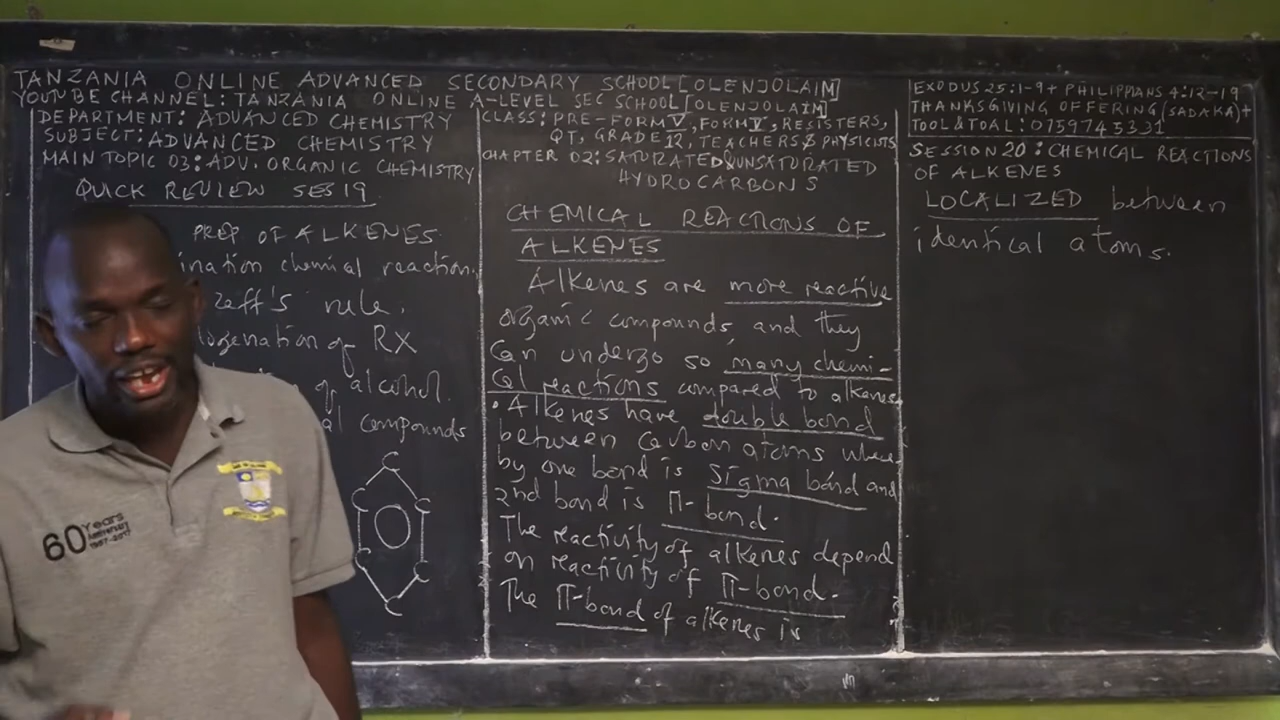 TANZANIA ONLINE ADVANCED SECONDARY SCHOOL [OLENJOLAIM]
YOUTUBE CHANNEL: TANZANIA ONLINE A-LEVEL SEC SCHOOL [OLENJOLAIM]
DEPARTMENT: ADVANCED CHEMISTRY
SUBJECT: ADVANCED CHEMISTRY
MAIN TOPIC 03: ADV. ORGANIC CHEMISTRY
QUICK REVIEW SES 19
PREP OF ALKENES.
ination chemical reaction.
zeff's rule.
logenation of RX
of alcohol.
al compounds
C
C C
C C
C
60 Years
Anniversary
CLASS: PRE-FORM V, FORM V, RESISTERS,
QT, GRADE 12, TEACHERS & PHYSICISTS
CHAPTER 02: SATURATED & UNSATURATED
HYDROCARBONS
CHEMICAL REACTIONS OF
ALKENES
Alkenes are more reactive
organic compounds, and they
Can undergo so many chemi-
cal reactions compared to alkenes
• Alkenes have double bond
between Carbon atoms where
by one bond is Sigma bond and
2nd bond is Π-bond.
The reactivity of alkenes depend
on reactivity of Π-bond.
The Π-bond of alkenes is
EXODUS 25:1-9 + PHILIPPIANS 4:12-19
THANKSGIVING OFFERING (SADAKA) +
TOOL & TOAL: 0759745331
SESSION 20: CHEMICAL REACTIONS
OF ALKENES
LOCALIZED between
identical atoms.